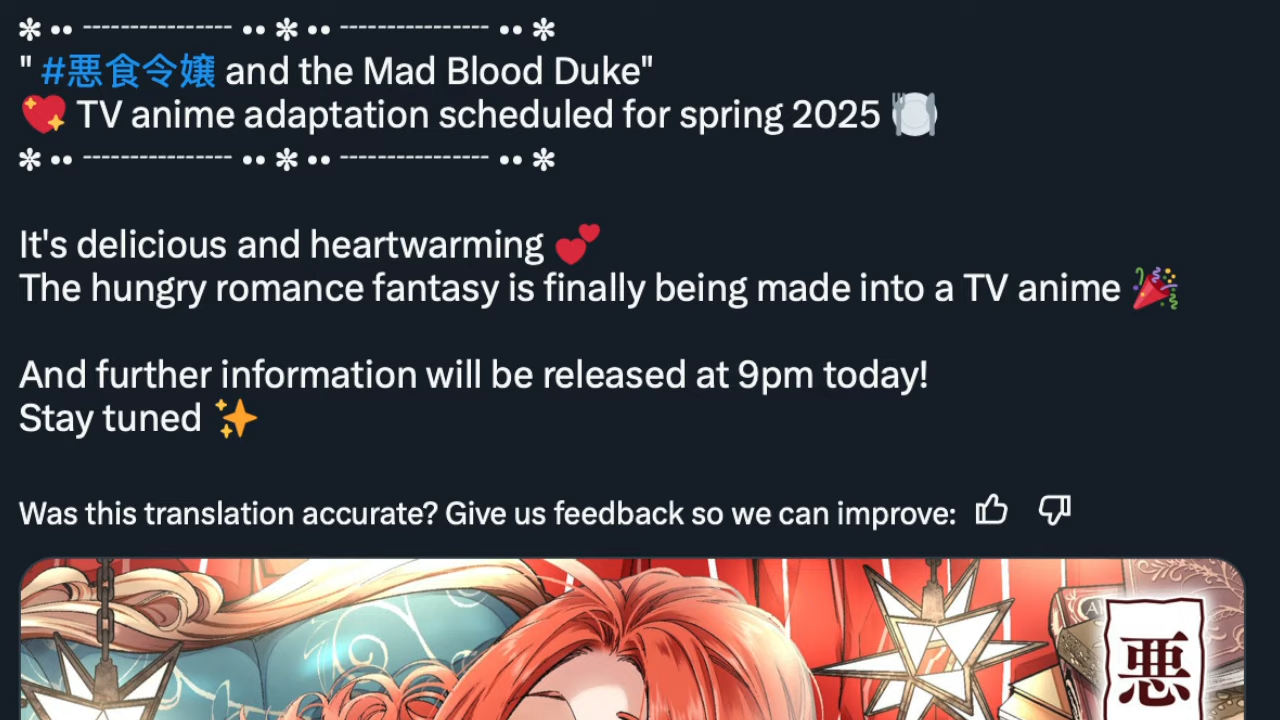 ✻ •• ┈┈┈┈┈┈┈ •• ✻ •• ┈┈┈┈┈┈┈ •• ✻
" #悪食令嬢 and the Mad Blood Duke"
💖 TV anime adaptation scheduled for spring 2025 🍽️
✻ •• ┈┈┈┈┈┈┈ •• ✻ •• ┈┈┈┈┈┈┈ •• ✻
It's delicious and heartwarming 💕
The hungry romance fantasy is finally being made into a TV anime 🎉
And further information will be released at 9pm today!
Stay tuned ✨
Was this translation accurate? Give us feedback so we can improve:
悪